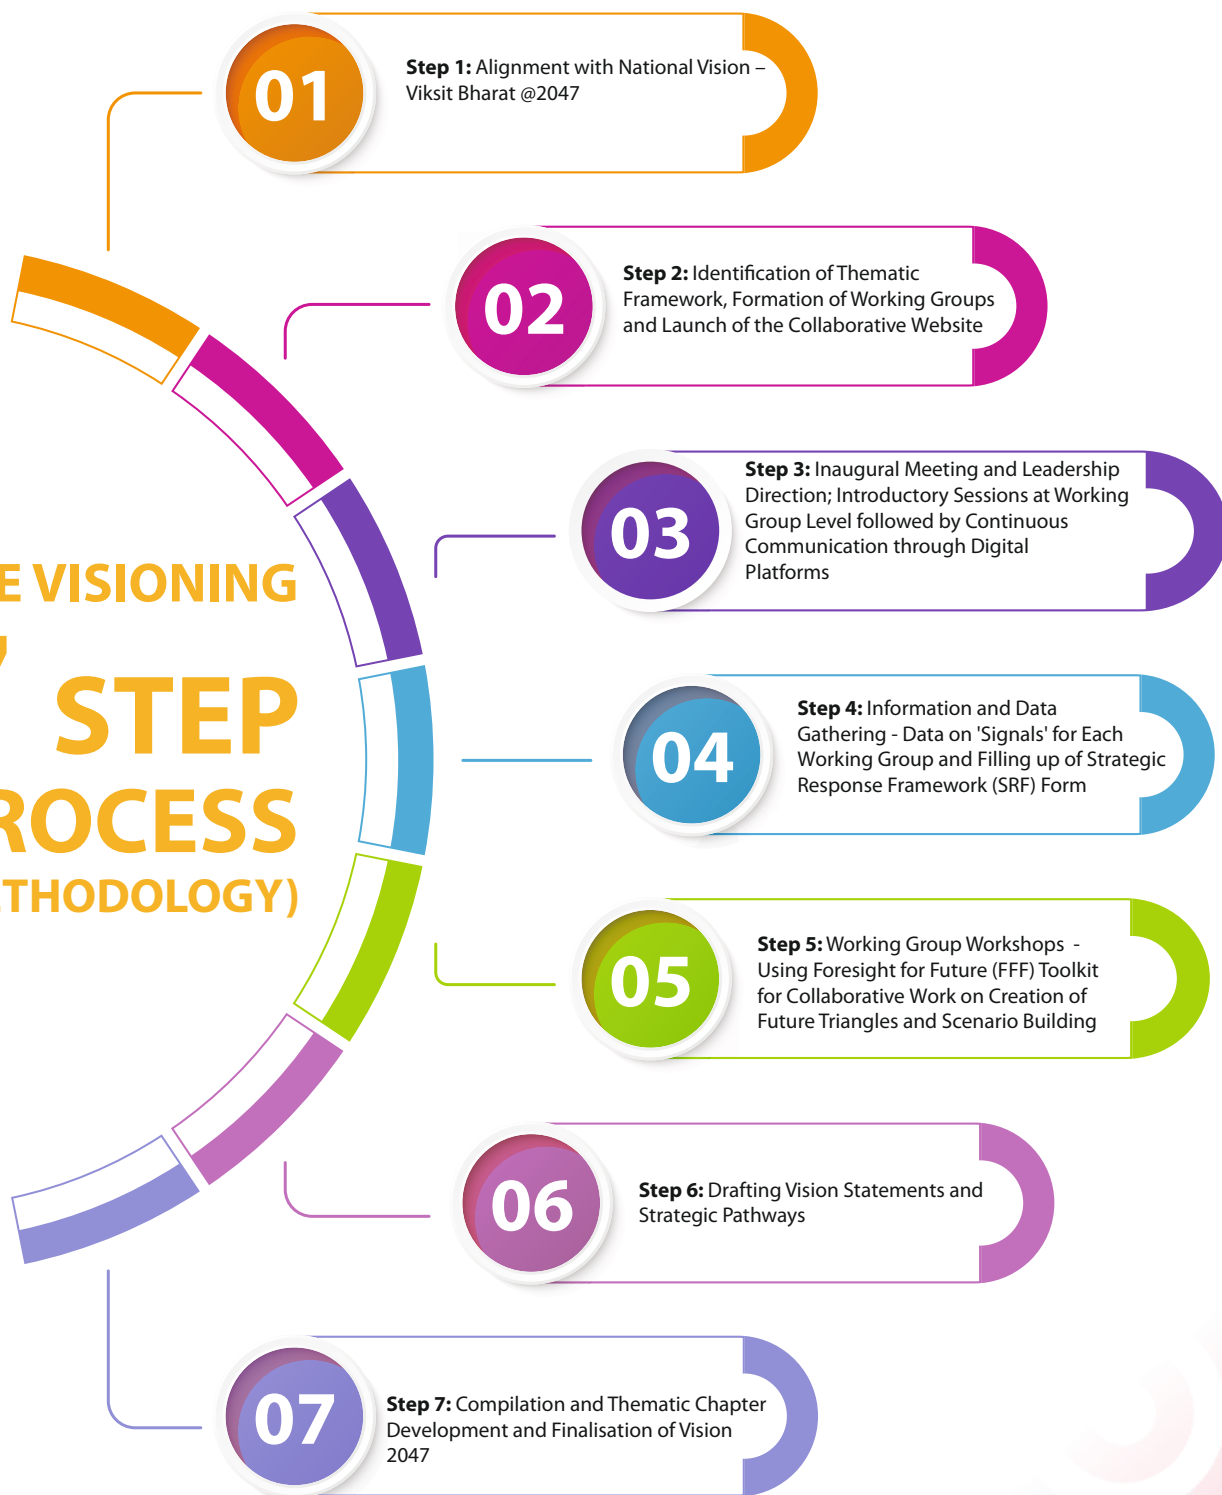 01
Step 1: Alignment with National Vision –
Viksit Bharat @2047
02
Step 2: Identification of Thematic
Framework, Formation of Working Groups
and Launch of the Collaborative Website
03
Step 3: Inaugural Meeting and Leadership
Direction; Introductory Sessions at Working
Group Level followed by Continuous
Communication through Digital
Platforms
E VISIONING
STEP
ROCESS
ETHODOLOGY)
04
Step 4: Information and Data
Gathering - Data on 'Signals' for Each
Working Group and Filling up of Strategic
Response Framework (SRF) Form
05
Step 5: Working Group Workshops -
Using Foresight for Future (FFF) Toolkit
for Collaborative Work on Creation of
Future Triangles and Scenario Building
06
Step 6: Drafting Vision Statements and
Strategic Pathways
07
Step 7: Compilation and Thematic Chapter
Development and Finalisation of Vision
2047